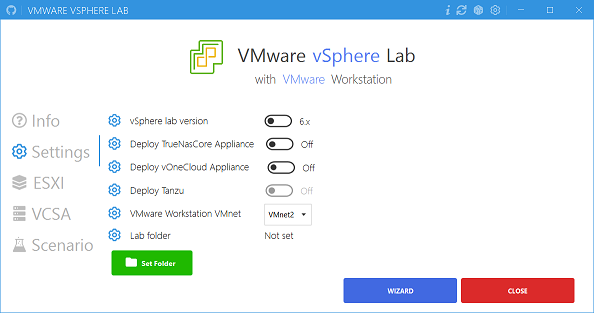 VMWARE VSPHERE LAB
VMware vSphere Lab
with VMware Workstation
Info
Settings
ESXI
VCSA
Scenario
vSphere lab version 6.x
Deploy TrueNasCore Appliance Off
Deploy vOneCloud Appliance Off
Deploy Tanzu Off
VMware Workstation VMnet VMnet2
Lab folder Not set
Set Folder
WIZARD CLOSE